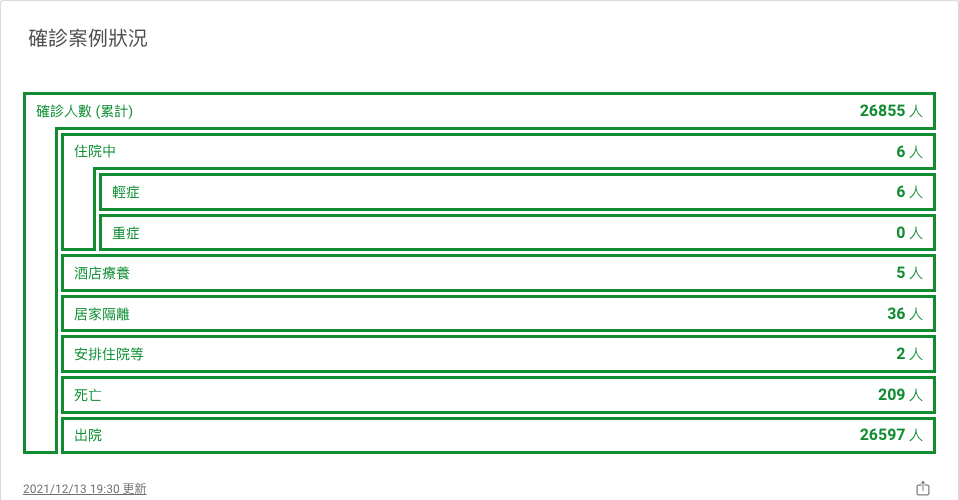 確診案例狀況
確診人數 (累計) 26855 人
住院中 6 人
輕症 6 人
重症 0 人
酒店療養 5 人
居家隔離 36 人
安排住院等 2 人
死亡 209 人
出院 26597 人
2021/12/13 19:30 更新